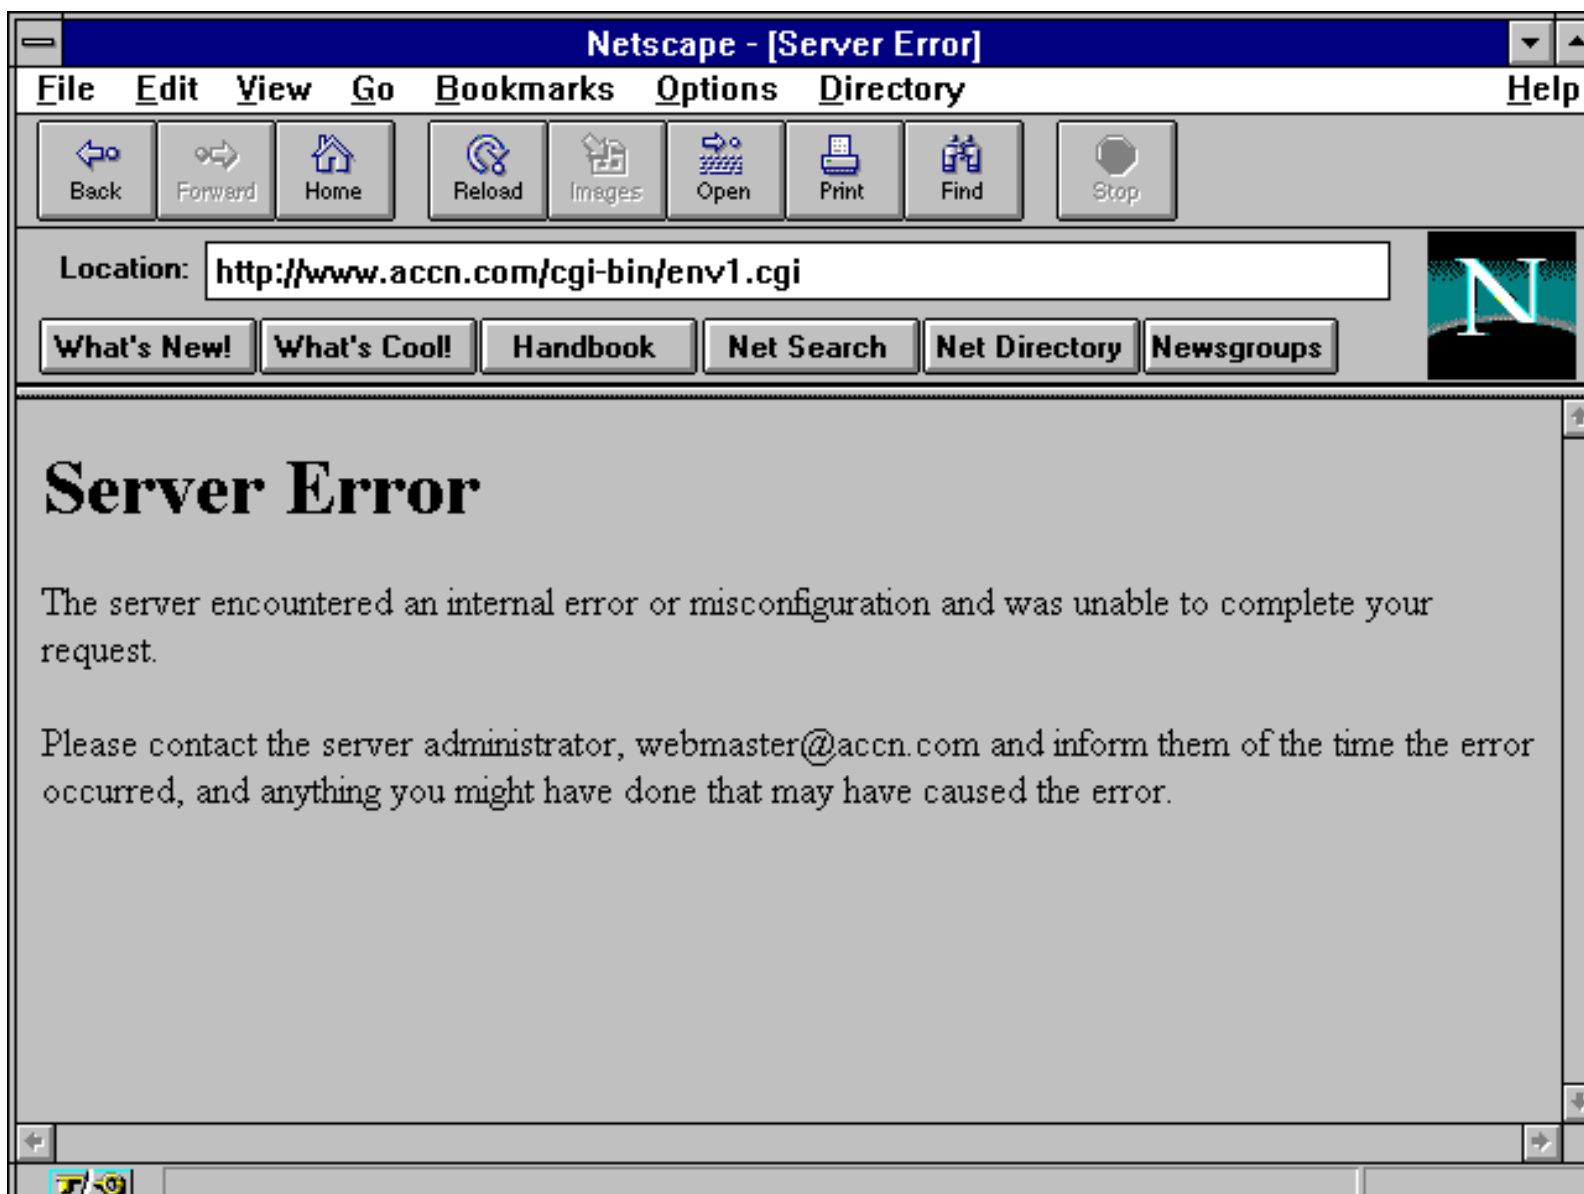 Netscape - [Server Error]
File Edit View Go Bookmarks Options Directory Help
Back Forward Home Reload Images Open Print Find Stop
Location: http://www.accn.com/cgi-bin/env1.cgi
N
What's New! What's Cool! Handbook Net Search Net Directory Newsgroups
Server Error
The server encountered an internal error or misconfiguration and was unable to complete your
request.
Please contact the server administrator, webmaster@accn.com and inform them of the time the error
occurred, and anything you might have done that may have caused the error.